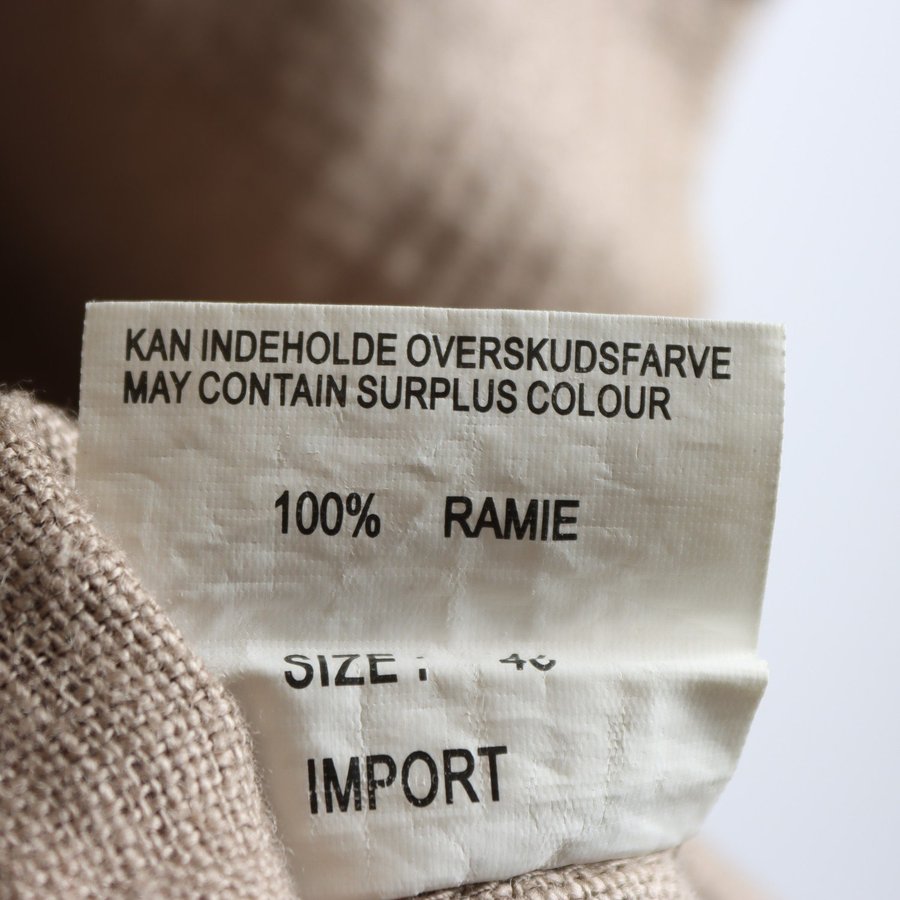 KAN INDEHOLDE OVERSKUDSFARVE
MAY CONTAIN SURPLUS COLOUR
100% RAMIE
SIZE :
IMPORT